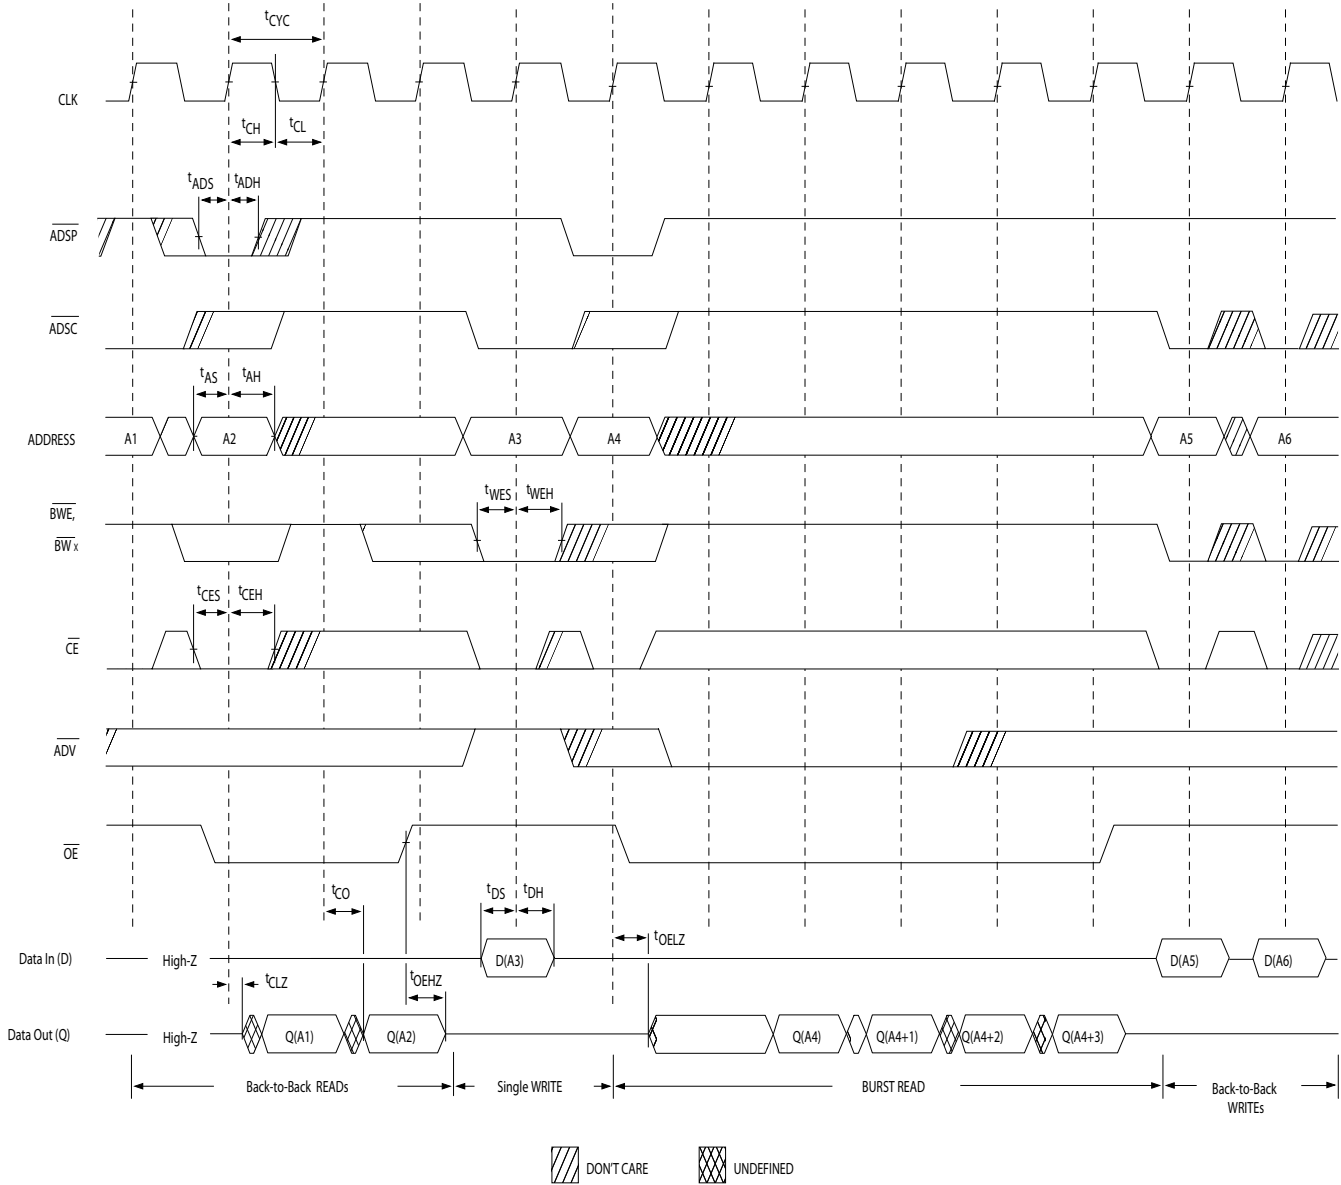 tCYC
CLK
tCH
tCL
tADS
tADH
ADSP
ADSC
tAS
tAH
ADDRESS
A1
A2
A3
A4
A5
A6
tWES
tWEH
BWE,
BW X
tCES
tCEH
CE
ADV
OE
tCO
tDS
tDH
tOELZ
Data In (D)
High-Z
D(A3)
D(A5)
D(A6)
tCLZ
tOEHZ
Data Out (Q)
High-Z
Q(A1)
Q(A2)
Q(A4)
Q(A4+1)
Q(A4+2)
Q(A4+3)
Back-to-Back READs
Single WRITE
BURST READ
Back-to-Back
WRITEs
DON'T CARE
UNDEFINED